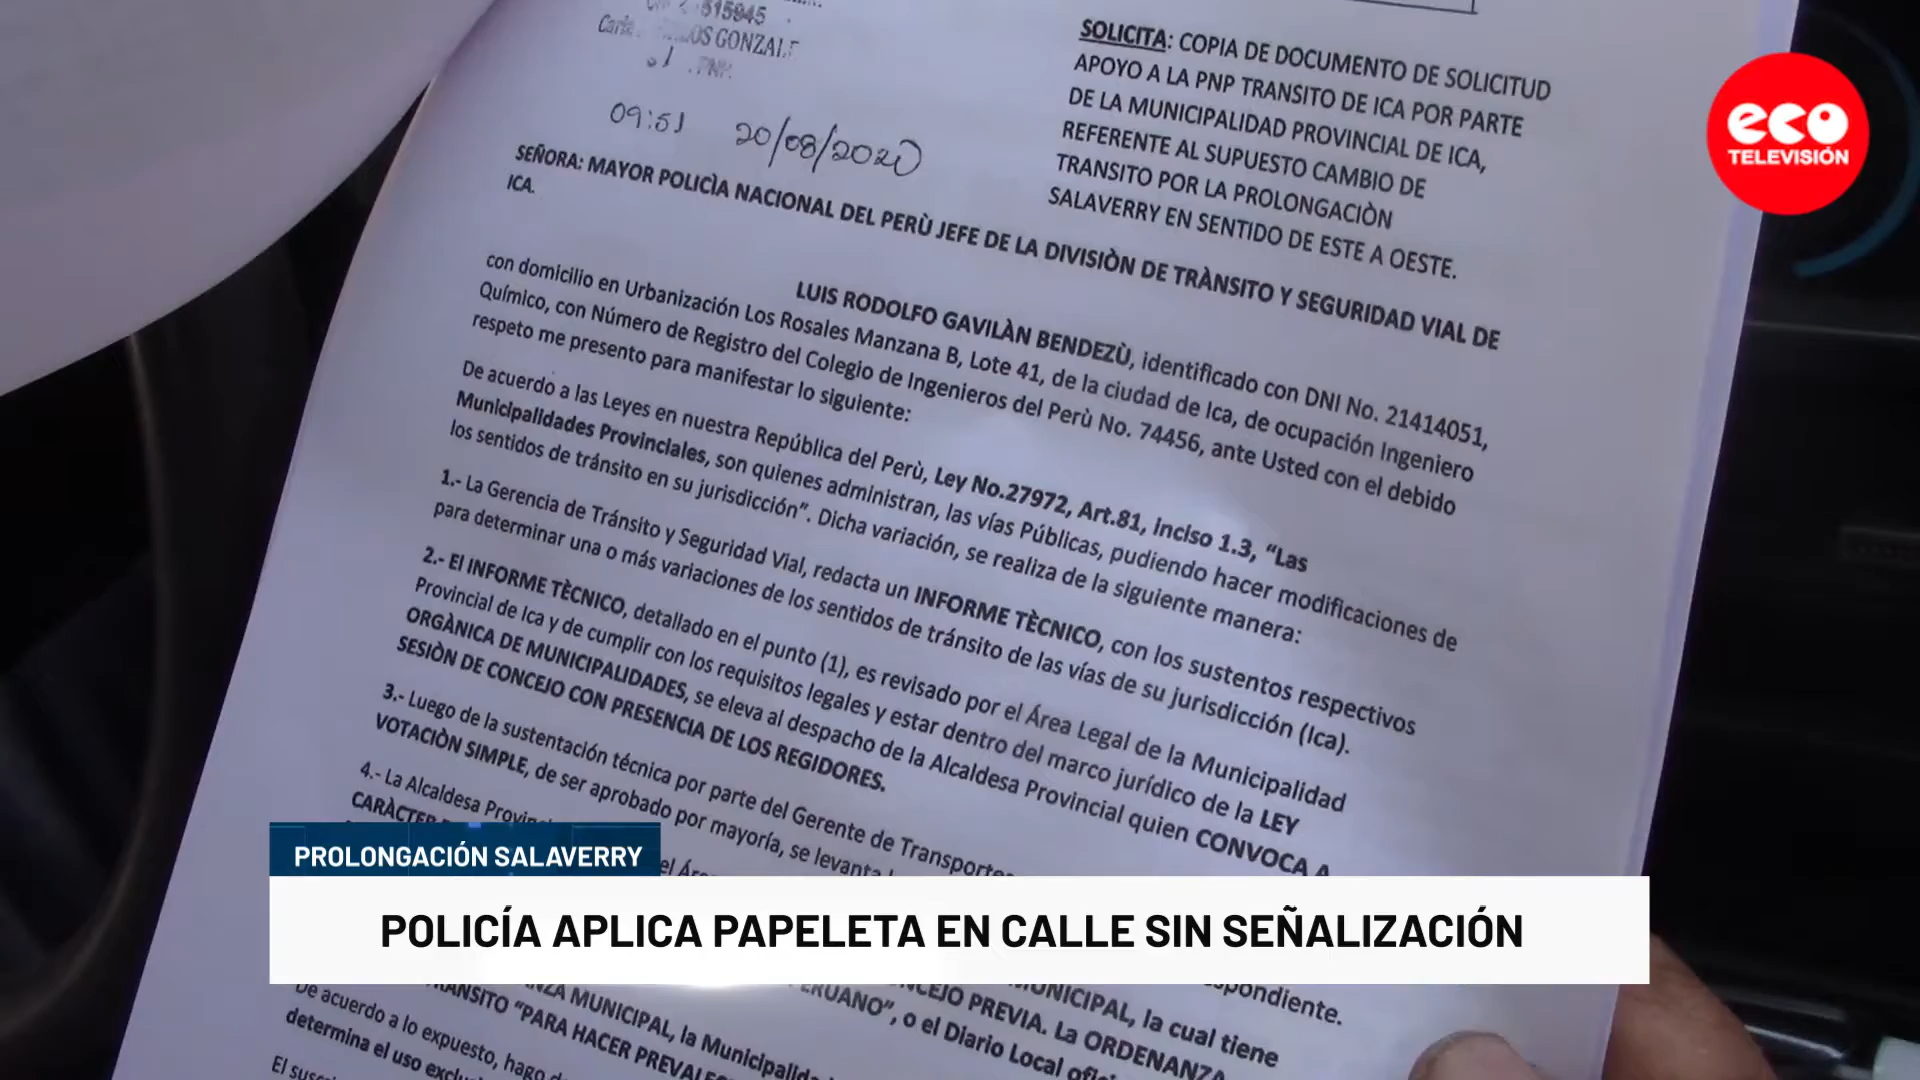 515945
OS GONZAL
PNP.
09:51 20/08/2020
SOLICITA: COPIA DE DOCUMENTO DE SOLICITUD
APOYO A LA PNP TRANSITO DE ICA POR PARTE
DE LA MUNICIPALIDAD PROVINCIAL DE ICA,
REFERENTE AL SUPUESTO CAMBIO DE
TRANSITO POR LA PROLONGACIÒN
SALAVERRY EN SENTIDO DE ESTE A OESTE.
SEÑORA: MAYOR POLICÌA NACIONAL DEL PERÙ JEFE DE LA DIVISIÒN DE TRÀNSITO Y SEGURIDAD VIAL DE
ICA.
LUIS RODOLFO GAVILÀN BENDEZÙ, identificado con DNI No. 21414051,
con domicilio en Urbanización Los Rosales Manzana B, Lote 41, de la ciudad de Ica, de ocupación Ingeniero
Químico, con Número de Registro del Colegio de Ingenieros del Perù No. 74456, ante Usted con el debido
respeto me presento para manifestar lo siguiente:
De acuerdo a las Leyes en nuestra República del Perù, Ley No.27972, Art.81, inciso 1.3, “Las
Municipalidades Provinciales, son quienes administran, las vías Públicas, pudiendo hacer modificaciones de
los sentidos de tránsito en su jurisdicción”. Dicha variación, se realiza de la siguiente manera:
1.- La Gerencia de Tránsito y Seguridad Vial, redacta un INFORME TÈCNICO, con los sustentos respectivos
para determinar una o más variaciones de los sentidos de tránsito de las vías de su jurisdicción (Ica).
2.- El INFORME TÈCNICO, detallado en el punto (1), es revisado por el Área Legal de la Municipalidad
Provincial de Ica y de cumplir con los requisitos legales y estar dentro del marco jurídico de la LEY
ORGÀNICA DE MUNICIPALIDADES, se eleva al despacho de la Alcaldesa Provincial quien CONVOCA A
SESIÒN DE CONCEJO CON PRESENCIA DE LOS REGIDORES.
3.- Luego de la sustentación técnica por parte del Gerente de Transportes
VOTACIÒN SIMPLE, de ser aprobado por mayoría, se levanta
4.- La Alcaldesa
CARÀCTER
el
MUNICIPAL, la cual tiene
CONCEJO PREVIA. La ORDENANZA
MUNICIPAL, la
PERUANO”, o el Diario Local
TRANSITO “PARA HACER
De acuerdo a lo expuesto, hago
determina el uso
El
eco
TELEVISIÓN
PROLONGACIÓN SALAVERRY
POLICÍA APLICA PAPELETA EN CALLE SIN SEÑALIZACIÓN